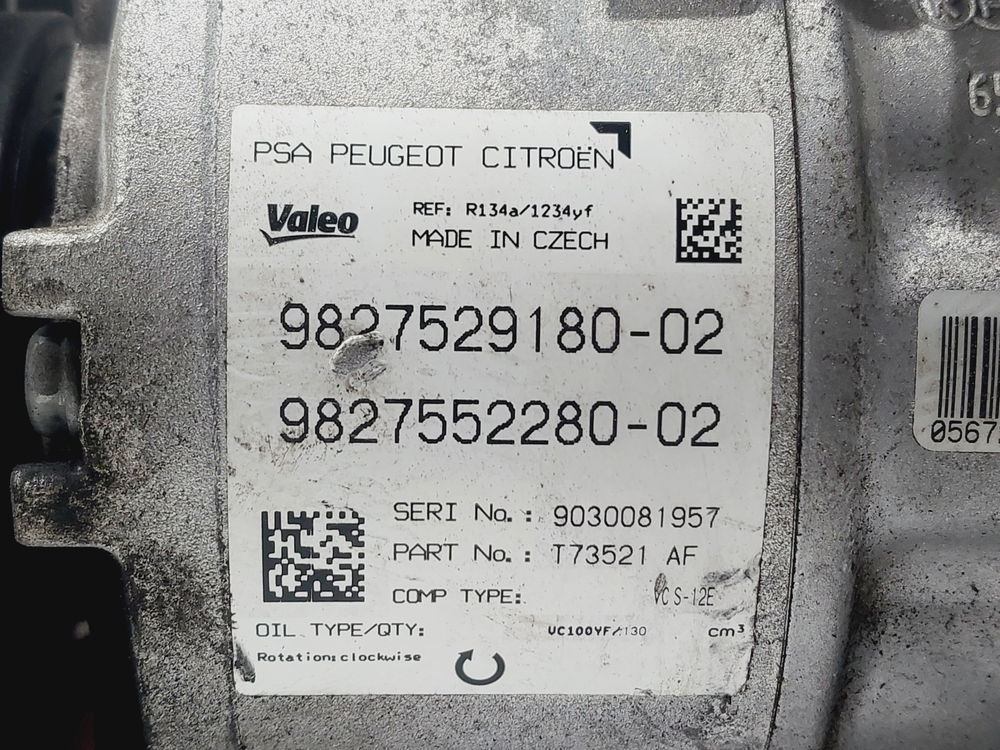 PSA PEUGEOT CITROËN
Valeo
REF: R134a/1234yf
MADE IN CZECH
9827529180-02
9827552280-02
SERI No.: 9030081957
PART No.: T73521 AF
COMP TYPE: VCS-12E
OIL TYPE/QTY: VC100YF/130 cm³
Rotation:clockwise